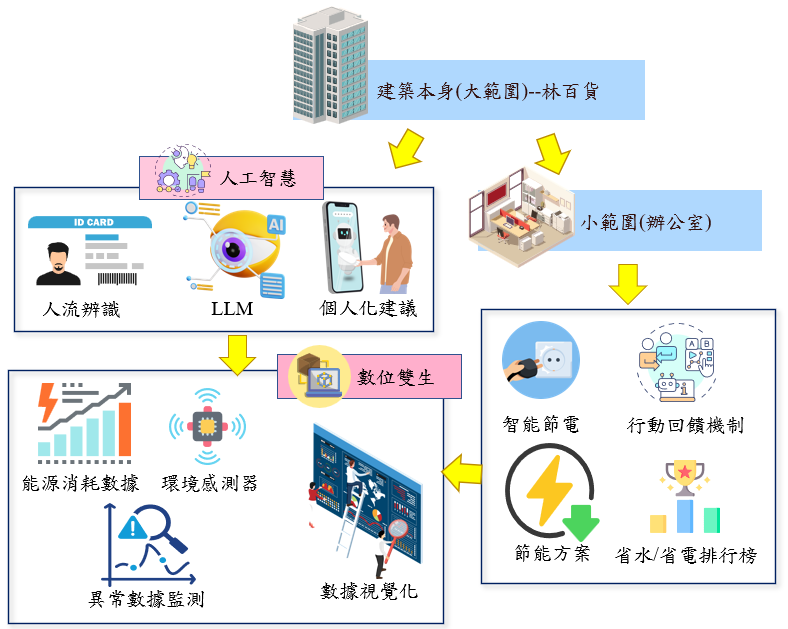 建築本身(大範圍)--林百貨
人工智慧
小範圍(辦公室)
ID CARD
AI
人流辨識
LLM
個人化建議
數位雙生
A B
智能節電
行動回饋機制
能源消耗數據
環境感測器
節能方案
省水/省電排行榜
異常數據監測
數據視覺化